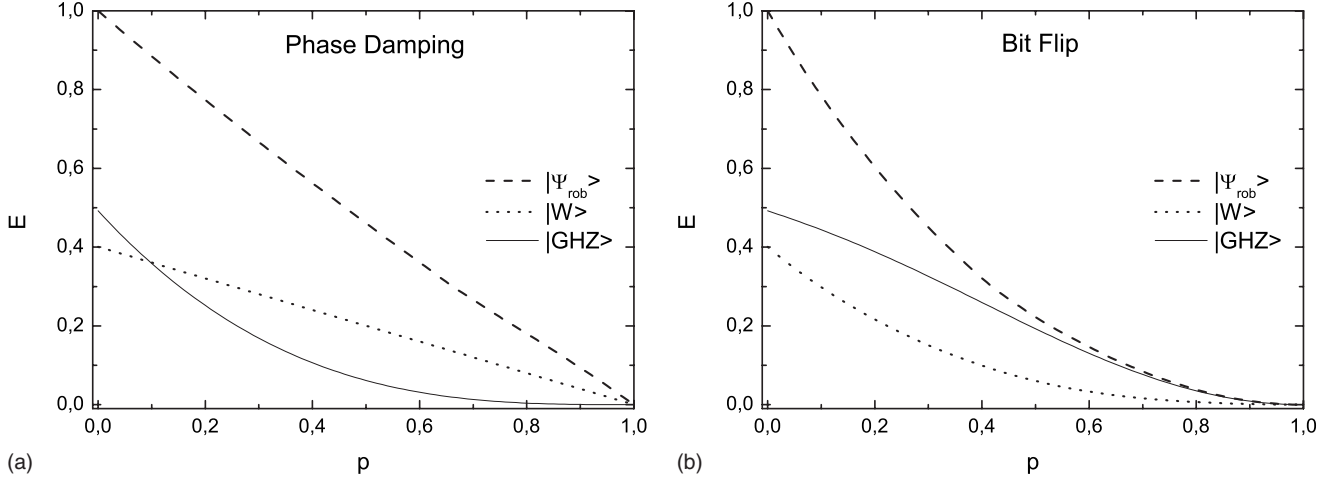 Phase Damping
E
1,0
0,8
0,6
0,4
0,2
0,0
|Ψrob>
|W>
|GHZ>
0,0 0,2 0,4 0,6 0,8 1,0
p
(a)
Bit Flip
E
1,0
0,8
0,6
0,4
0,2
0,0
|Ψrob>
|W>
|GHZ>
0,0 0,2 0,4 0,6 0,8 1,0
p
(b)